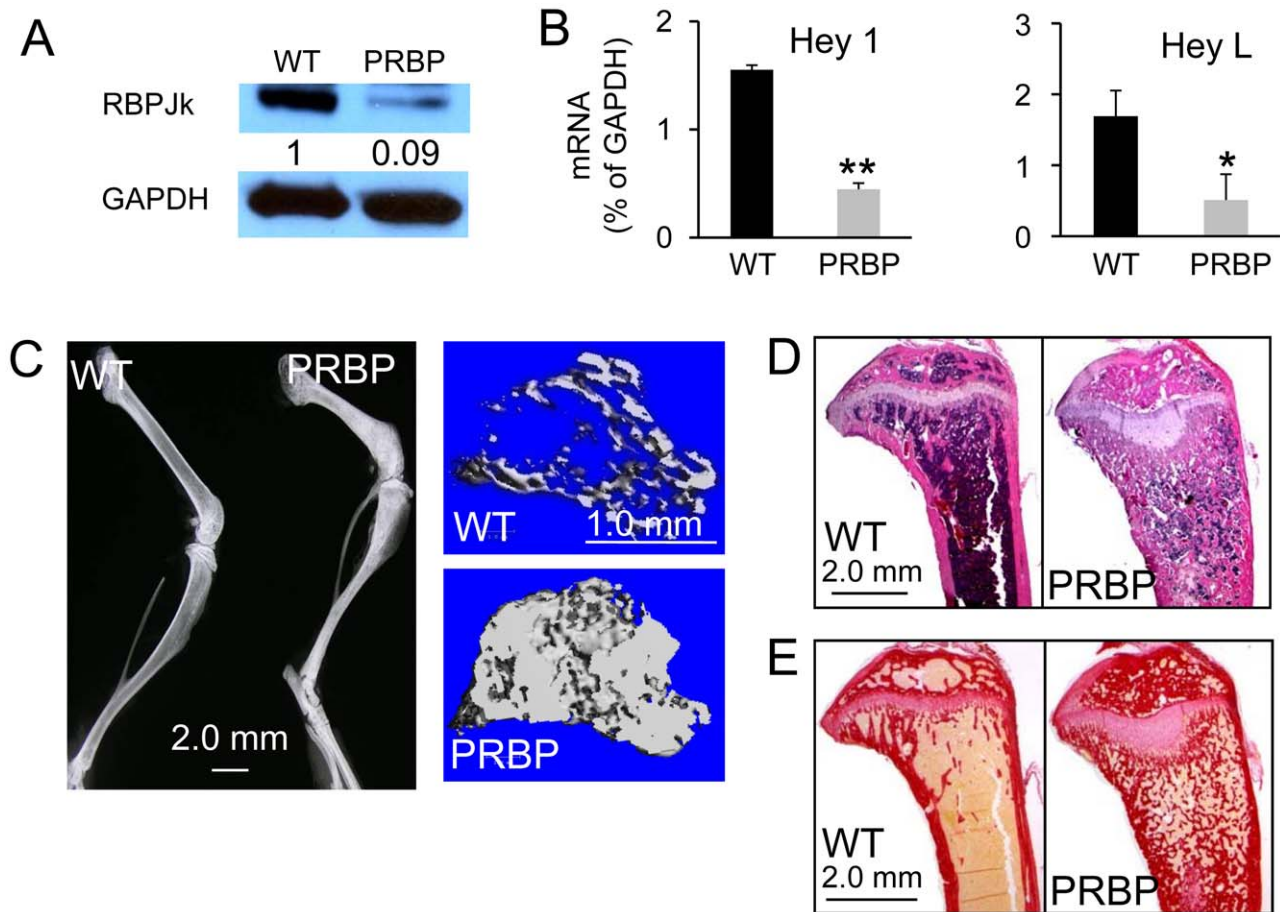 A
WT PRBP
RBPJk
1 0.09
GAPDH
B
mRNA
(% of GAPDH)
Hey 1
2
1
0
**
WT PRBP
Hey L
3
2
1
0
*
WT PRBP
C
WT PRBP
2.0 mm
WT
1.0 mm
PRBP
D
WT
2.0 mm
PRBP
E
WT
2.0 mm
PRBP